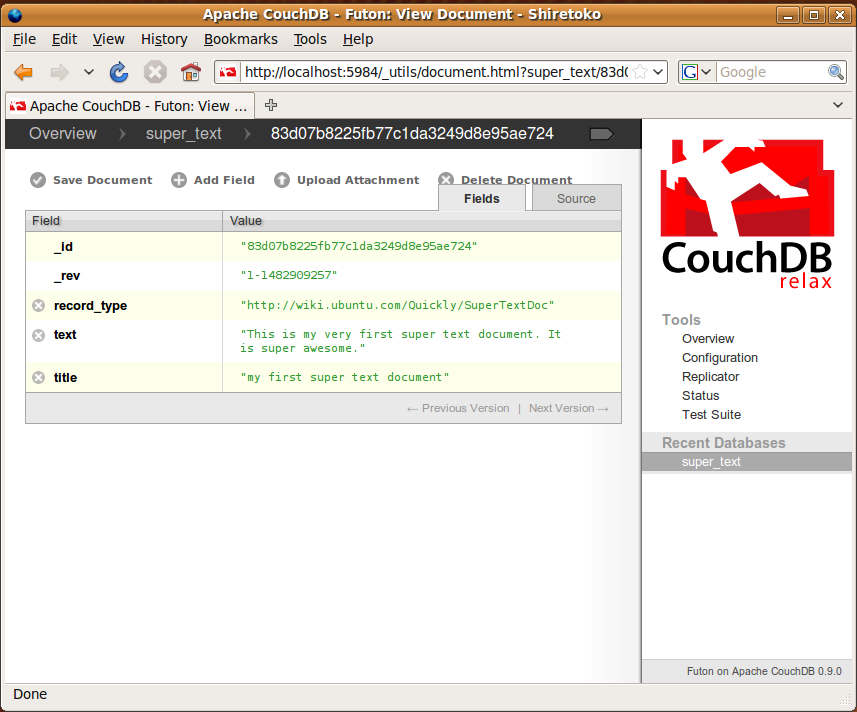 Apache CouchDB - Futon: View Document - Shiretoko
File Edit View History Bookmarks Tools Help
http://localhost:5984/_utils/document.html?super_text/83d0 G Google
Apache CouchDB - Futon: View ...
Overview super_text 83d07b8225fb77c1da3249d8e95ae724
Save Document Add Field Upload Attachment Delete Document
Fields Source
Field Value
_id "83d07b8225fb77c1da3249d8e95ae724"
_rev "1-1482909257"
record_type "http://wiki.ubuntu.com/Quickly/SuperTextDoc"
text "This is my very first super text document. It
is super awesome."
title "my first super text document"
← Previous Version | Next Version →
CouchDB
relax
Tools
Overview
Configuration
Replicator
Status
Test Suite
Recent Databases
super_text
Futon on Apache CouchDB 0.9.0
Done